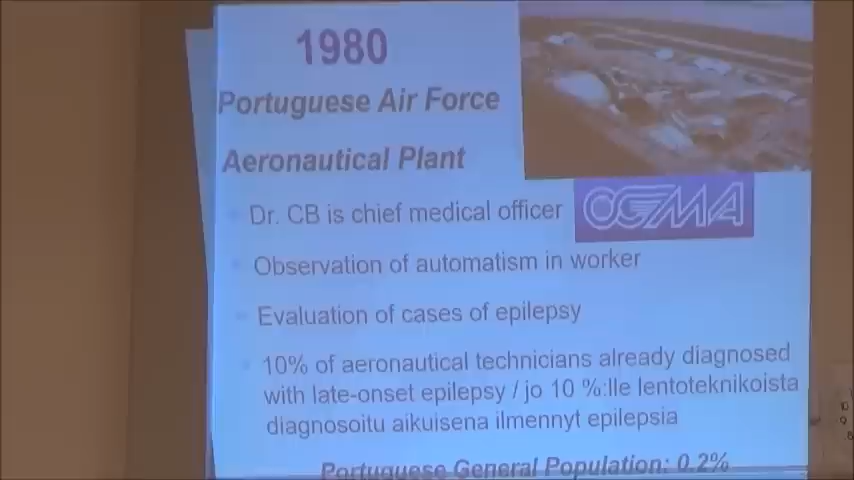 1980
Portuguese Air Force
Aeronautical Plant
OGMA
Dr. CB is chief medical officer
Observation of automatism in worker
Evaluation of cases of epilepsy
10% of aeronautical technicians already diagnosed
with late-onset epilepsy / jo 10 %:lle lentoteknikoista
diagnosoitu aikuisena ilmennyt epilepsia
Portuguese General Population: 0.2%